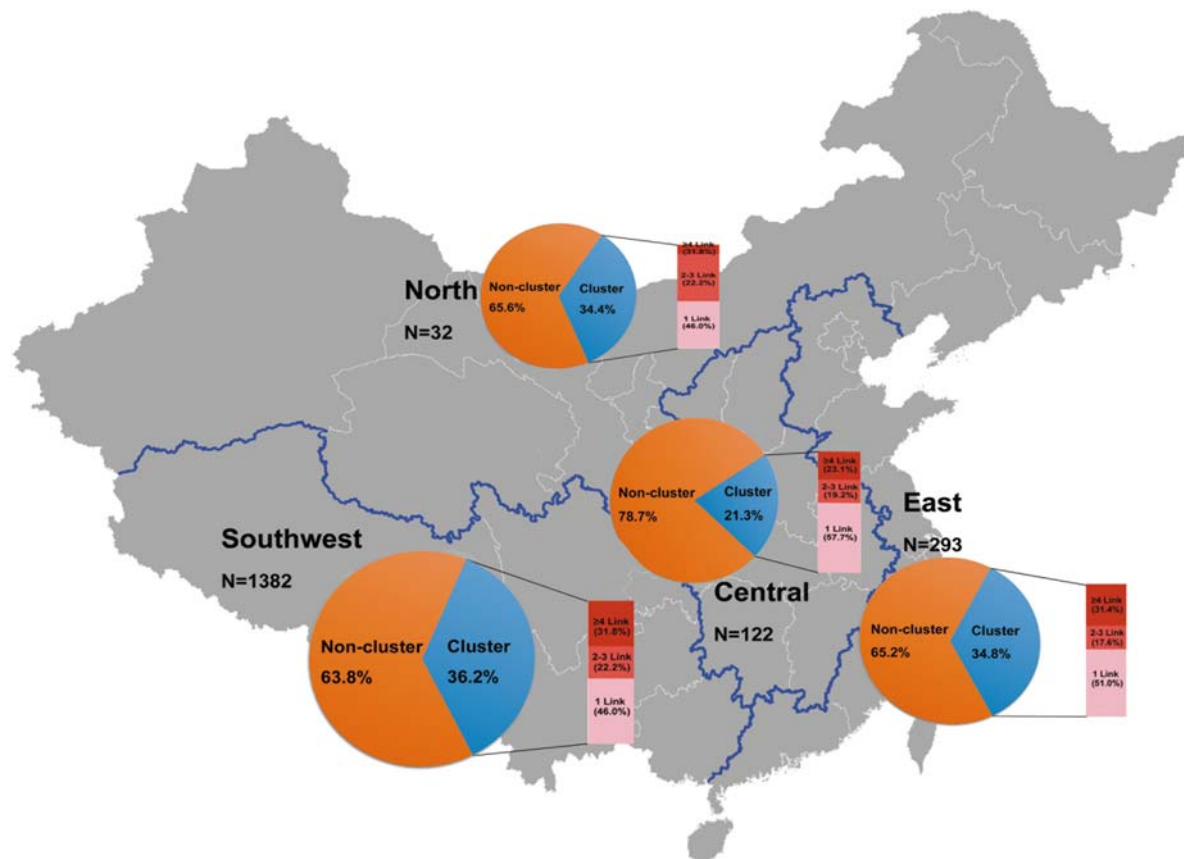 North
N=32
Non-cluster
65.6%
Cluster
34.4%
≥4 Link
(31.8%)
2-3 Link
(22.2%)
1 Link
(46.0%)
Non-cluster
78.7%
Cluster
21.3%
≥4 Link
(23.1%)
2-3 Link
(19.2%)
1 Link
(57.7%)
Central
N=122
East
N=293
Non-cluster
65.2%
Cluster
34.8%
≥4 Link
(31.4%)
2-3 Link
(17.6%)
1 Link
(51.0%)
Southwest
N=1382
Non-cluster
63.8%
Cluster
36.2%
≥4 Link
(31.8%)
2-3 Link
(22.2%)
1 Link
(46.0%)